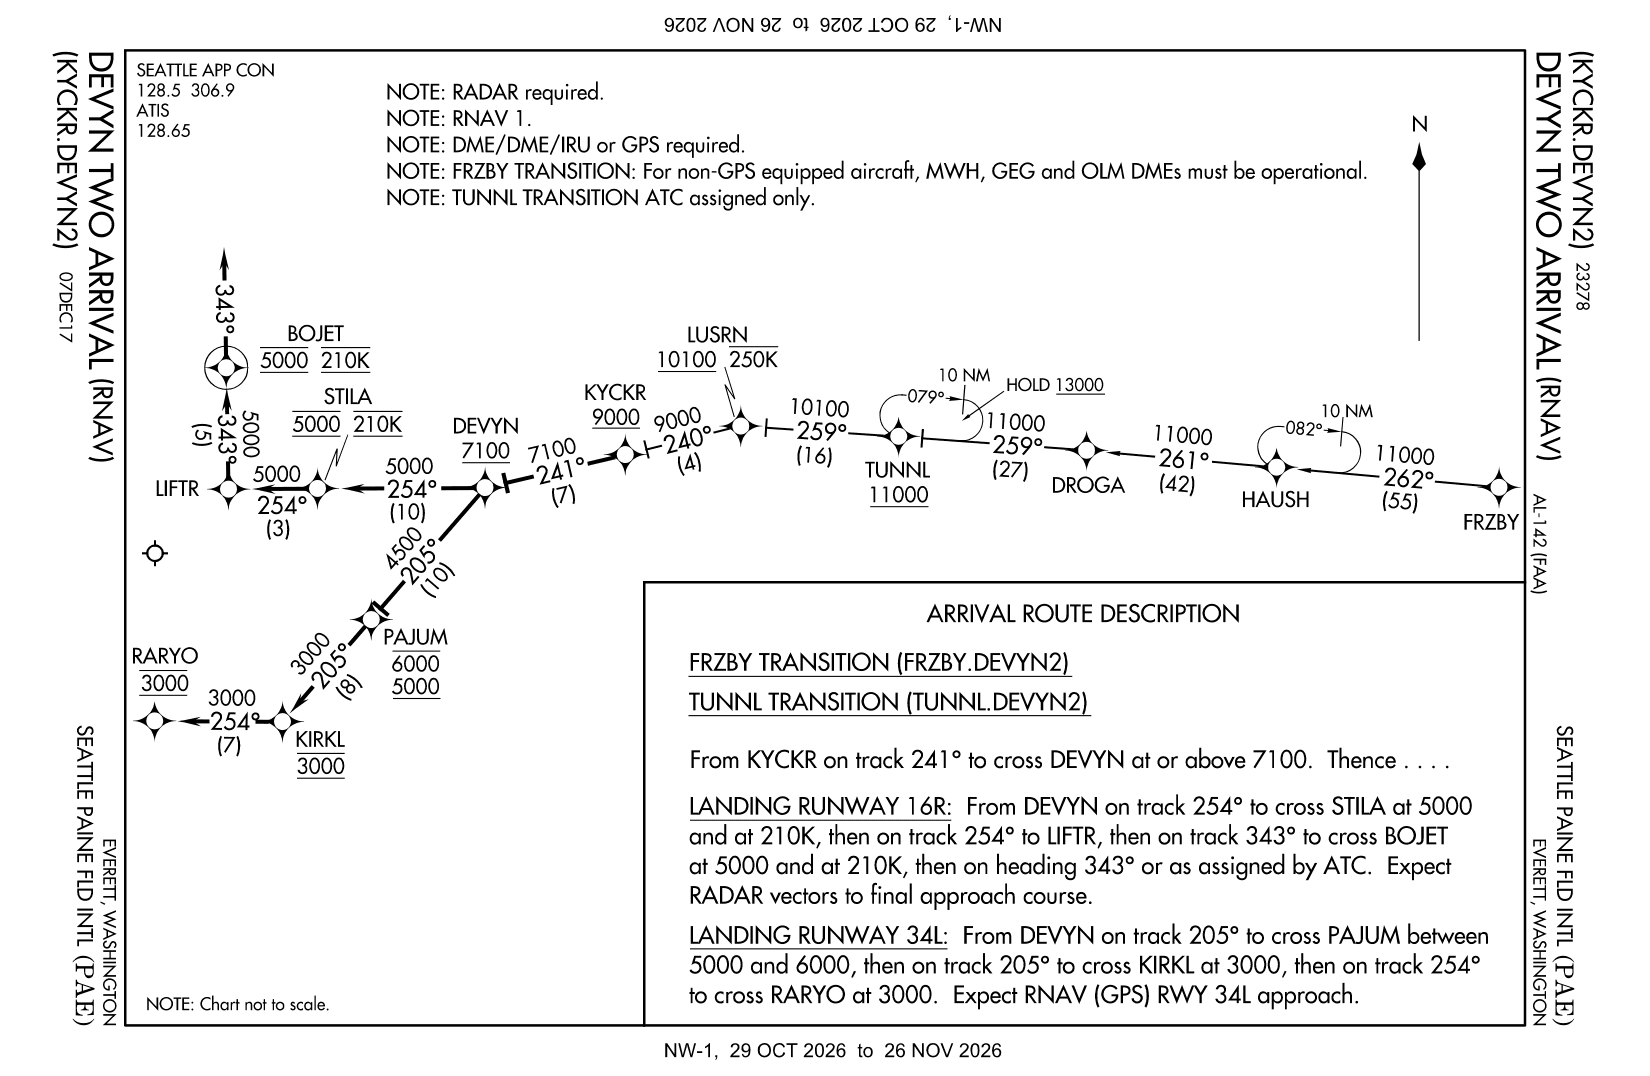 NW-1, 29 OCT 2026 to 26 NOV 2026
DEVYN TWO ARRIVAL (RNAV)
(KYCKR.DEVYN2) 07DEC17
SEATTLE PAINE FLD INTL (PAE)
EVERETT, WASHINGTON
(KYCKR.DEVYN2) 23278
DEVYN TWO ARRIVAL (RNAV)
AL-142 (FAA)
SEATTLE PAINE FLD INTL (PAE)
EVERETT, WASHINGTON
SEATTLE APP CON
128.5 306.9
ATIS
128.65
NOTE: RADAR required.
NOTE: RNAV 1.
NOTE: DME/DME/IRU or GPS required.
NOTE: FRZBY TRANSITION: For non-GPS equipped aircraft, MWH, GEG and OLM DMEs must be operational.
NOTE: TUNNL TRANSITION ATC assigned only.
N
343°
BOJET
5000 210K
5000
343°
(5)
STILA
5000 210K
LIFTR
5000
254°
(3)
5000
254°
(10)
DEVYN
7100
7100
241°
(7)
KYCKR
9000
9000
240°
(4)
LUSRN
10100 250K
10100
259°
(16)
079°
10 NM
HOLD 13000
TUNNL
11000
11000
259°
(27)
DROGA
11000
261°
(42)
082°
10 NM
HAUSH
11000
262°
(55)
FRZBY
4500
205°
(10)
PAJUM
6000
5000
3000
205°
(8)
KIRKL
3000
3000
254°
(7)
RARYO
3000
ARRIVAL ROUTE DESCRIPTION
FRZBY TRANSITION (FRZBY.DEVYN2)
TUNNL TRANSITION (TUNNL.DEVYN2)
From KYCKR on track 241° to cross DEVYN at or above 7100. Thence . . . .
LANDING RUNWAY 16R: From DEVYN on track 254° to cross STILA at 5000
and at 210K, then on track 254° to LIFTR, then on track 343° to cross BOJET
at 5000 and at 210K, then on heading 343° or as assigned by ATC. Expect
RADAR vectors to final approach course.
LANDING RUNWAY 34L: From DEVYN on track 205° to cross PAJUM between
5000 and 6000, then on track 205° to cross KIRKL at 3000, then on track 254°
to cross RARYO at 3000. Expect RNAV (GPS) RWY 34L approach.
NOTE: Chart not to scale.
NW-1, 29 OCT 2026 to 26 NOV 2026